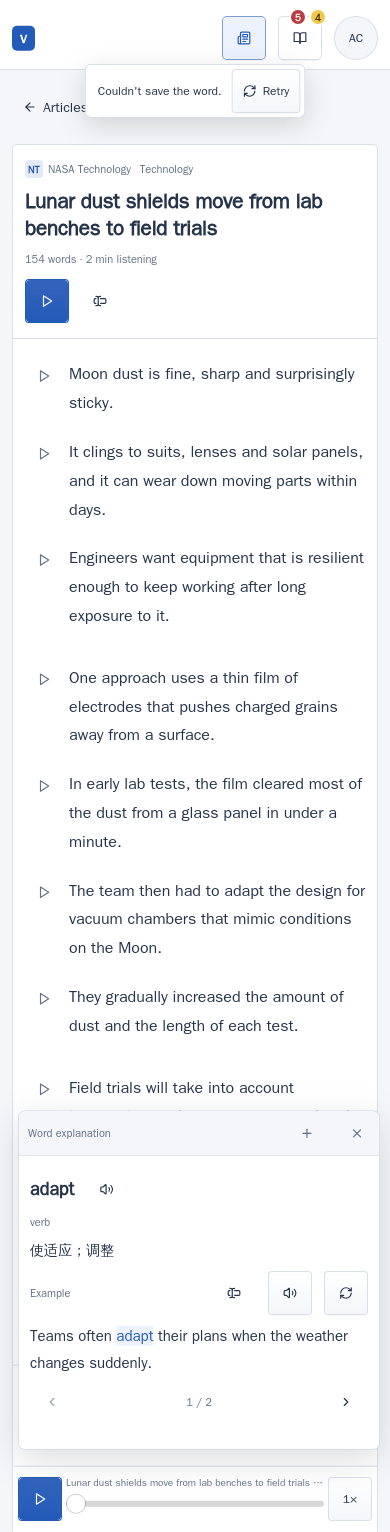 V
5
4
AC
Couldn't save the word.
Retry
Articles
NT NASA Technology Technology
Lunar dust shields move from lab
benches to field trials
154 words · 2 min listening
Moon dust is fine, sharp and surprisingly
sticky.
It clings to suits, lenses and solar panels,
and it can wear down moving parts within
days.
Engineers want equipment that is resilient
enough to keep working after long
exposure to it.
One approach uses a thin film of
electrodes that pushes charged grains
away from a surface.
In early lab tests, the film cleared most of
the dust from a glass panel in under a
minute.
The team then had to adapt the design for
vacuum chambers that mimic conditions
on the Moon.
They gradually increased the amount of
dust and the length of each test.
Field trials will take into account
Word explanation
adapt
verb
使适应；调整
Example
Teams often adapt their plans when the weather
changes suddenly.
1 / 2
Lunar dust shields move from lab benches to field trials ···
1×